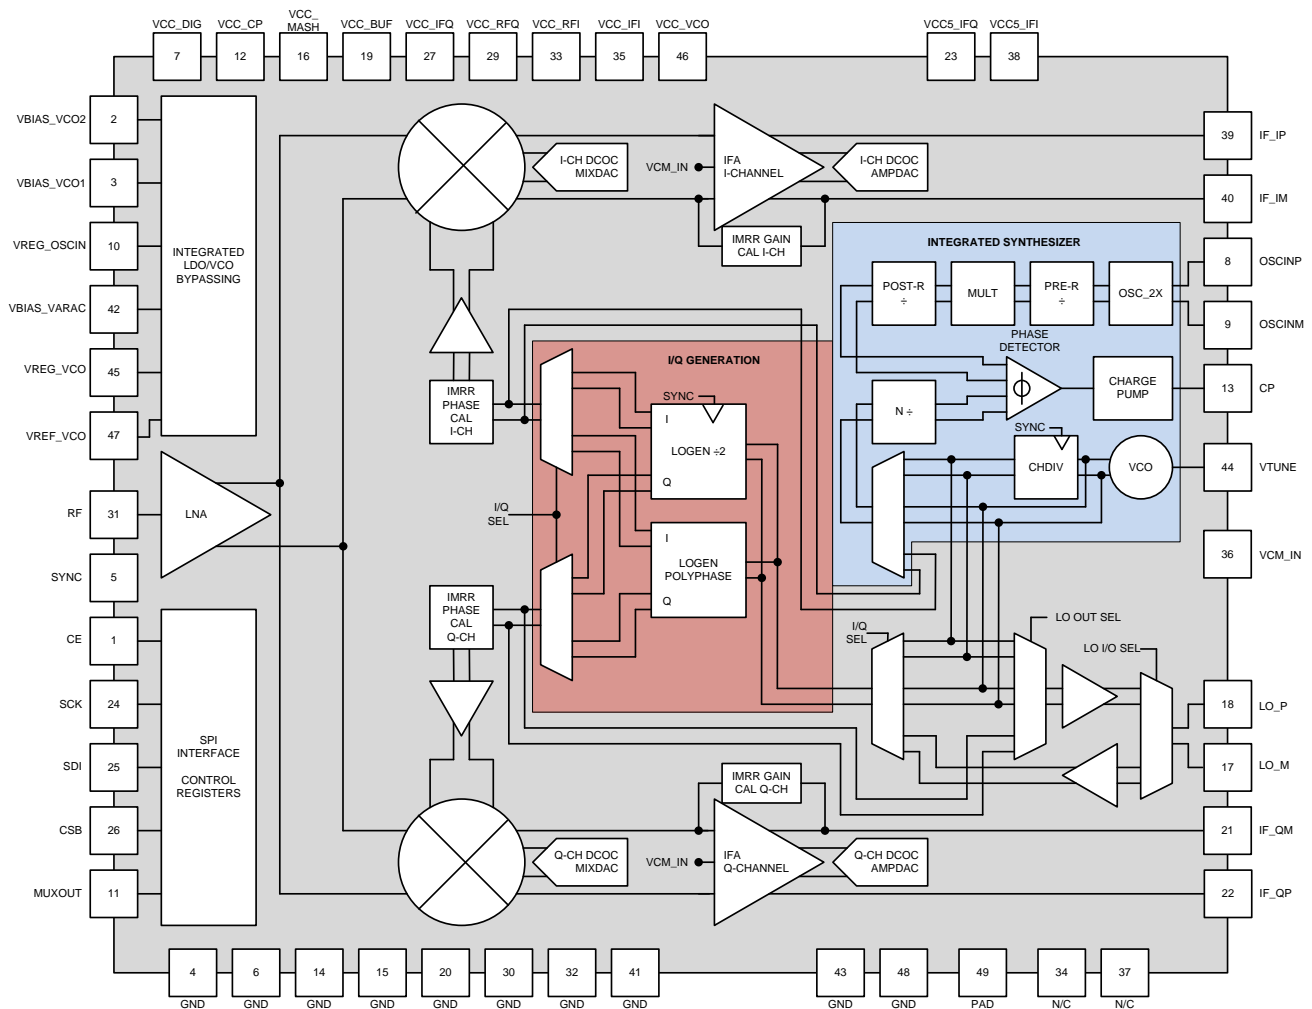 VCC_DIG
VCC_CP
VCC_
MASH
VCC_BUF
VCC_IFQ
VCC_RFQ
VCC_RFI
VCC_IFI
VCC_VCO
VCC5_IFQ
VCC5_IFI
7
12
16
19
27
29
33
35
46
23
38
VBIAS_VCO2
2
VBIAS_VCO1
3
VREG_OSCIN
10
VBIAS_VARAC
42
VREG_VCO
45
VREF_VCO
47
RF
31
SYNC
5
CE
1
SCK
24
SDI
25
CSB
26
MUXOUT
11
INTEGRATED
LDO/VCO
BYPASSING
LNA
SPI
INTERFACE
CONTROL
REGISTERS
I-CH DCOC
MIXDAC
VCM_IN
IFA
I-CHANNEL
I-CH DCOC
AMPDAC
IMRR GAIN
CAL I-CH
IMRR
PHASE
CAL
I-CH
I/Q GENERATION
SYNC
I
LOGEN ÷2
Q
I/Q
SEL
I
LOGEN
POLYPHASE
Q
IMRR
PHASE
CAL
Q-CH
INTEGRATED SYNTHESIZER
POST-R
÷
MULT
PRE-R
÷
OSC_2X
PHASE
DETECTOR
N ÷
CHARGE
PUMP
SYNC
CHDIV
VCO
I/Q
SEL
LO OUT SEL
LO I/O SEL
IMRR GAIN
CAL Q-CH
Q-CH DCOC
MIXDAC
VCM_IN
IFA
Q-CHANNEL
Q-CH DCOC
AMPDAC
39
IF_IP
40
IF_IM
8
OSCINP
9
OSCINM
13
CP
44
VTUNE
36
VCM_IN
18
LO_P
17
LO_M
21
IF_QM
22
IF_QP
4
6
14
15
20
30
32
41
43
48
49
34
37
GND
GND
GND
GND
GND
GND
GND
GND
GND
GND
PAD
N/C
N/C